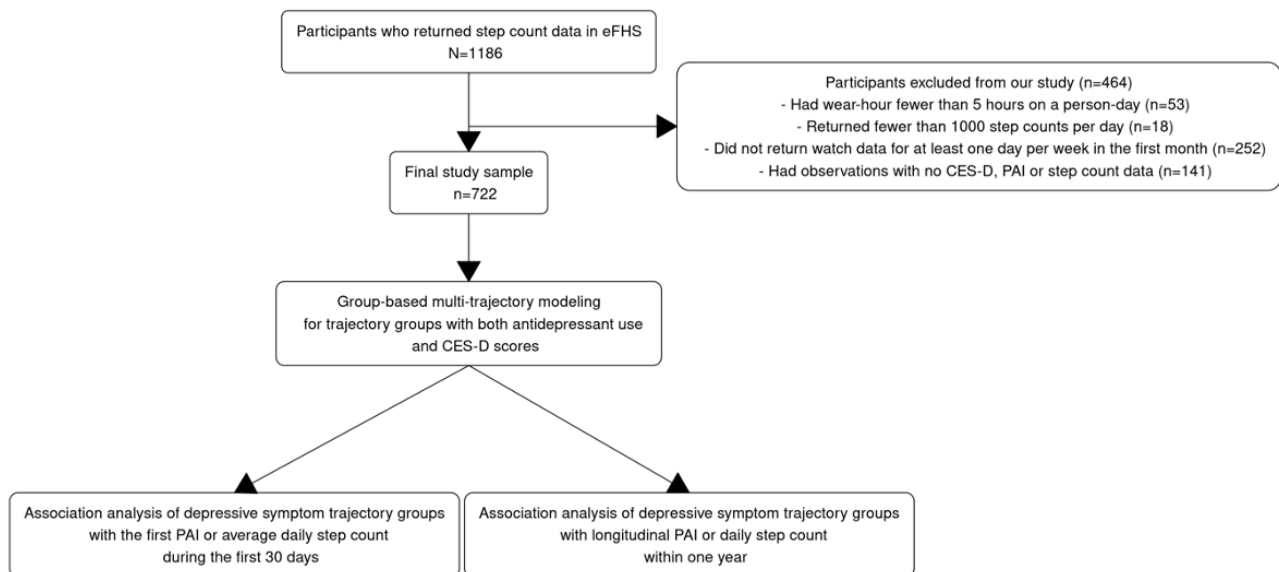 Participants who returned step count data in eFHS
N=1186
Participants excluded from our study (n=464)
- Had wear-hour fewer than 5 hours on a person-day (n=53)
- Returned fewer than 1000 step counts per day (n=18)
- Did not return watch data for at least one day per week in the first month (n=252)
- Had observations with no CES-D, PAI or step count data (n=141)
Final study sample
n=722
Group-based multi-trajectory modeling
for trajectory groups with both antidepressant use
and CES-D scores
Association analysis of depressive symptom trajectory groups
with the first PAI or average daily step count
during the first 30 days
Association analysis of depressive symptom trajectory groups
with longitudinal PAI or daily step count
within one year